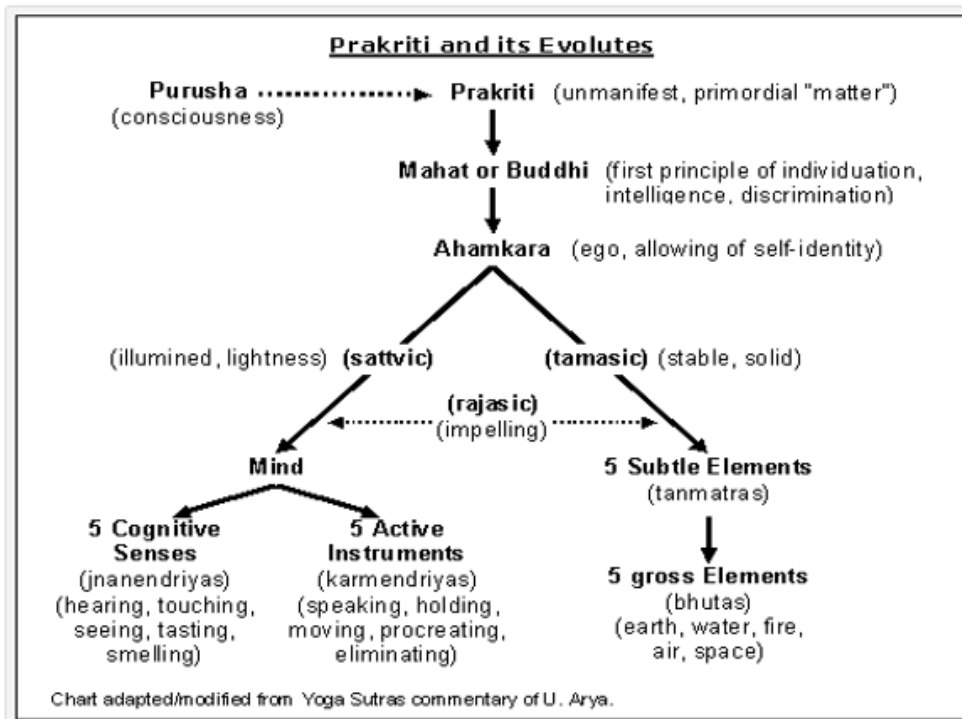 Prakriti and its Evolutes
Purusha Prakriti (unmanifest, primordial "matter")
(consciousness)
Mahat or Buddhi (first principle of individuation,
intelligence, discrimination)
Ahamkara (ego, allowing of self-identity)
(illumined, lightness) (sattvic) (tamasic) (stable, solid)
(rajasic)
(impelling)
Mind
5 Cognitive
Senses
(jnanendriyas)
(hearing, touching,
seeing, tasting,
smelling)
5 Active
Instruments
(karmendriyas)
(speaking, holding,
moving, procreating,
eliminating)
5 Subtle Elements
(tanmatras)
5 gross Elements
(bhutas)
(earth, water, fire,
air, space)
Chart adapted/modified from Yoga Sutras commentary of U. Arya.